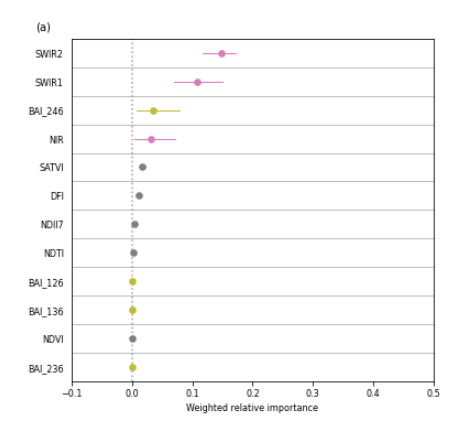 (a)
SWIR2
SWIR1
BAI_246
NIR
SATVI
DFI
NDII7
NDTI
BAI_126
BAI_136
NDVI
BAI_236
−0.1 0.0 0.1 0.2 0.3 0.4 0.5
Weighted relative importance